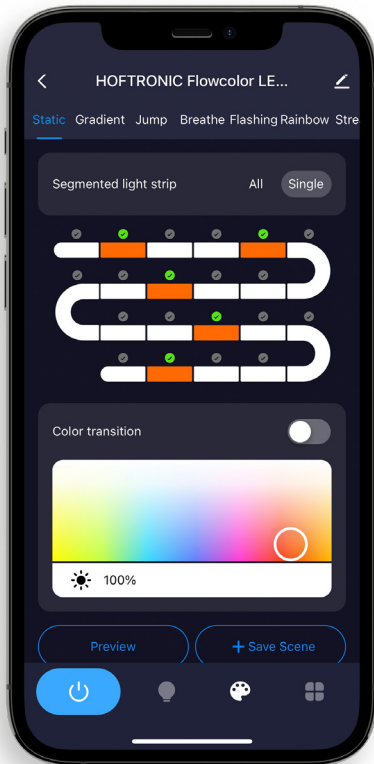 HOFTRONIC Flowcolor LE...
Static Gradient Jump Breathe Flashing Rainbow Stre
Segmented light strip All Single
Color transition
100%
Preview + Save Scene